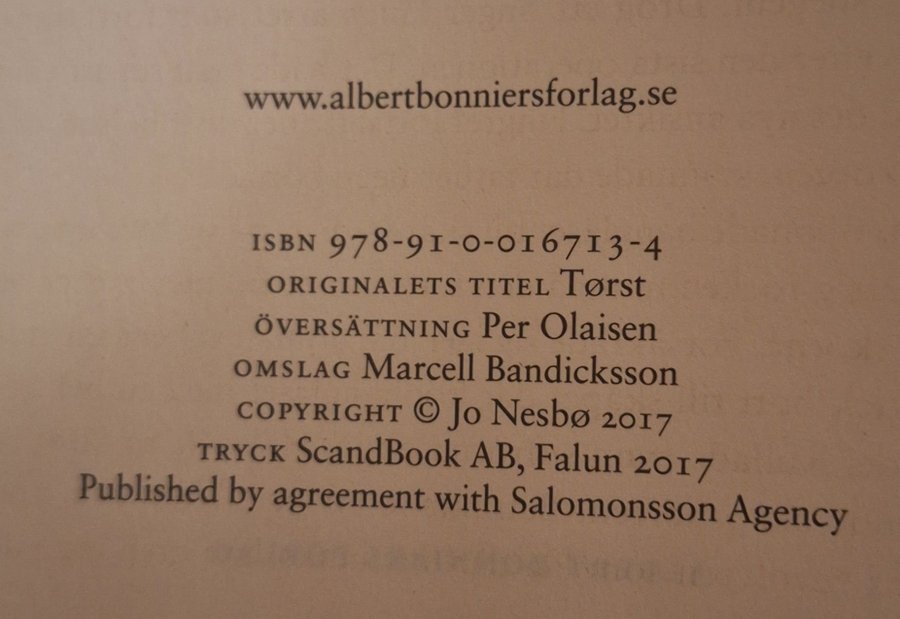 www.albertbonniersforlag.se
ISBN 978-91-0-016713-4
ORIGINALETS TITEL Tørst
ÖVERSÄTTNING Per Olaisen
OMSLAG Marcell Bandicksson
COPYRIGHT © Jo Nesbø 2017
TRYCK ScandBook AB, Falun 2017
Published by agreement with Salomonsson Agency